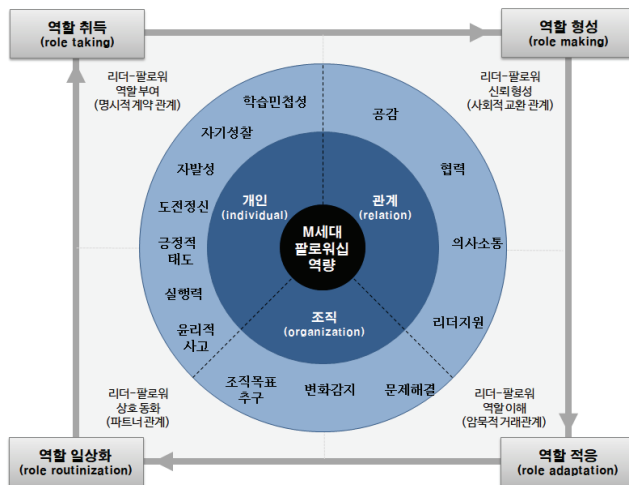 역할 취득
(role taking)
역할 형성
(role making)
리더-팔로워
역할 부여
(명시적 계약 관계)
리더-팔로워
신뢰 형성
(사회적 교환 관계)
학습민첩성
공감
자기성찰
협력
자발성
개인
(individual)
관계
(relation)
도전정신
M세대
팔로워십
역량
긍정적
태도
의사소통
실행력
조직
(organization)
리더지원
윤리적
사고
조직목표
추구
변화감지
문제해결
리더-팔로워
상호 동화
(파트너 관계)
리더-팔로워
역할 이해
(암묵적 거래관계)
역할 일상화
(role routinization)
역할 적응
(role adaptation)